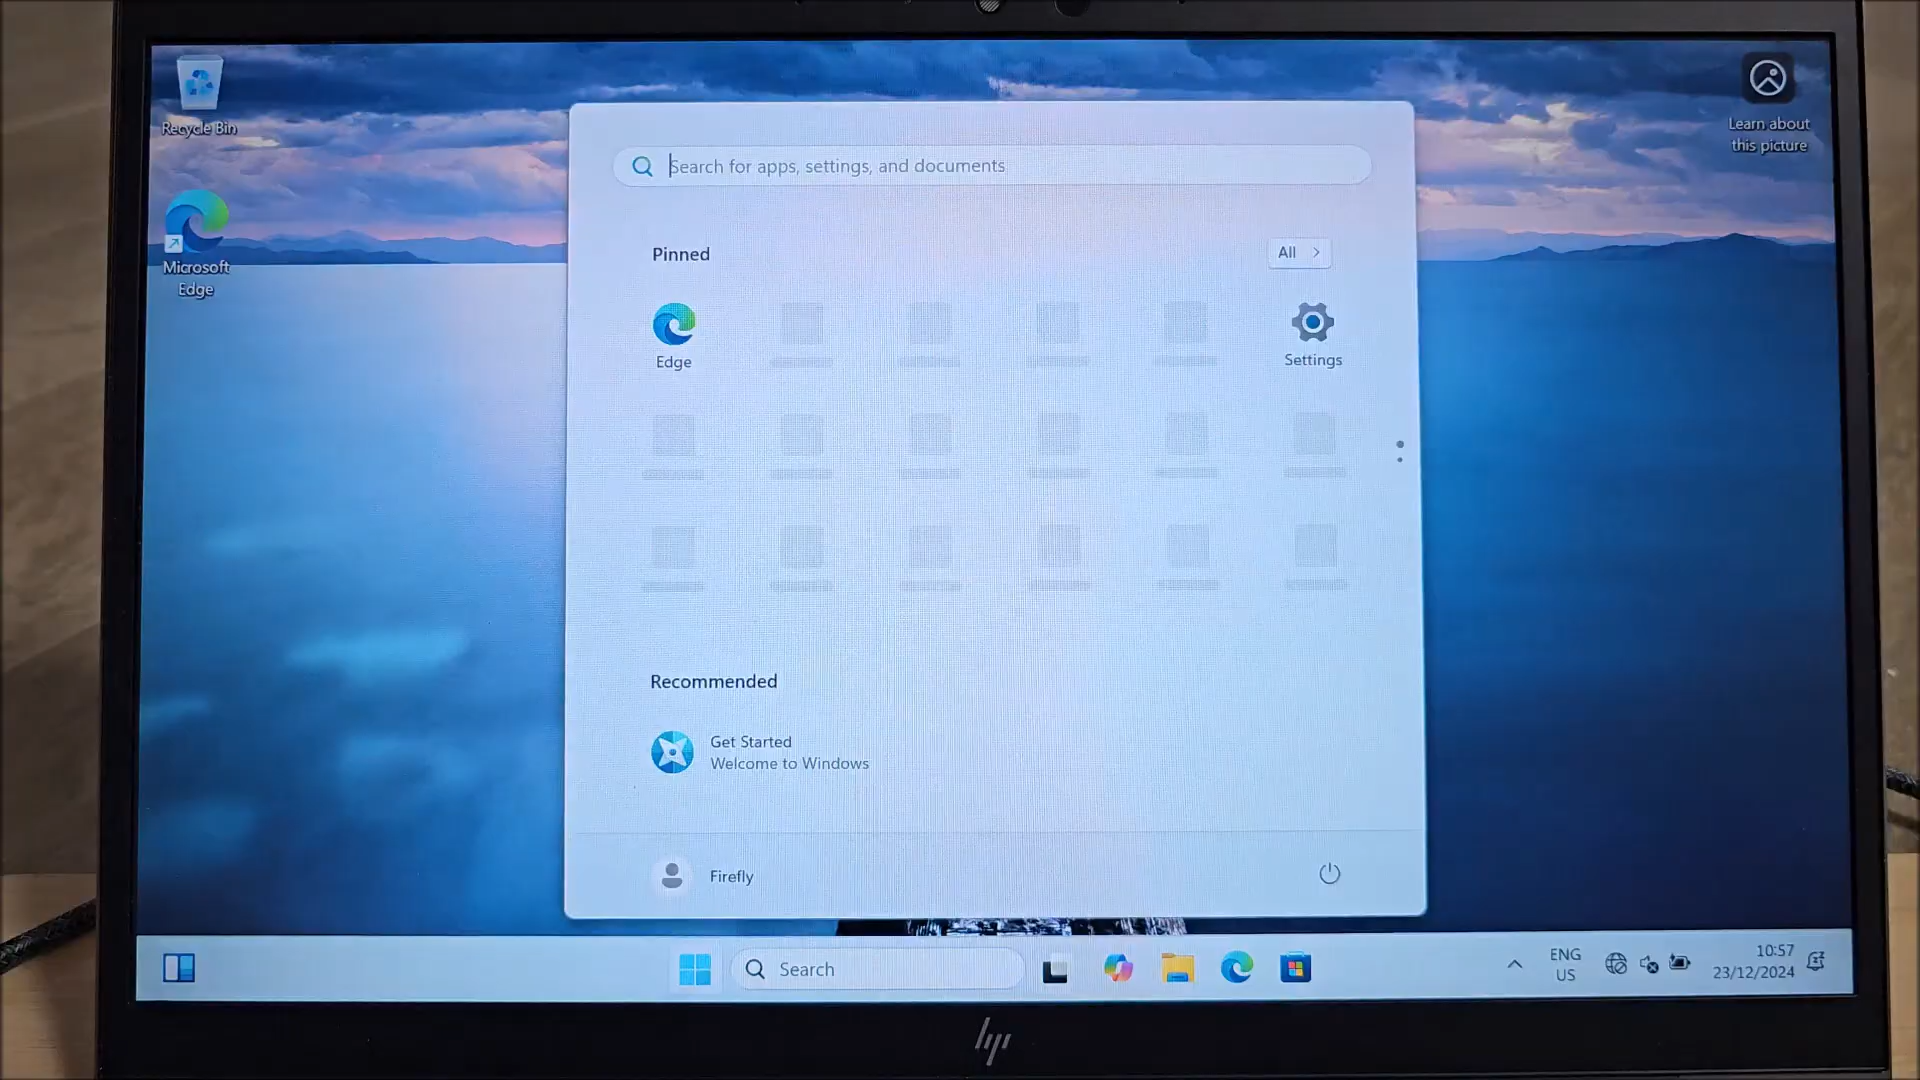 Recycle Bin
Microsoft
Edge
Learn about
this picture
Search for apps, settings, and documents
Pinned
All
Edge
Settings
Recommended
Get Started
Welcome to Windows
Firefly
Search
ENG
US
10:57
23/12/2024
hp